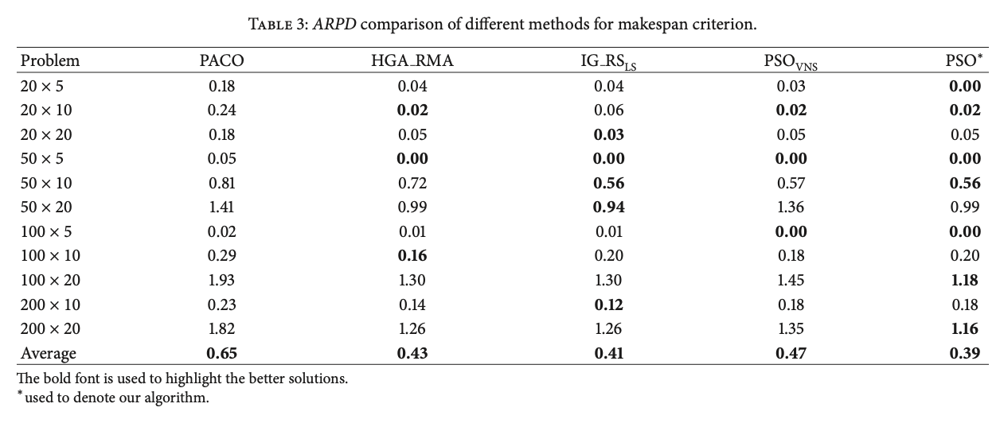 TABLE 3: ARPD comparison of different methods for makespan criterion.
Problem PACO HGA_RMA IG_RS_LS PSO_VNS PSO*
20 × 5 0.18 0.04 0.04 0.03 0.00
20 × 10 0.24 0.02 0.06 0.02 0.02
20 × 20 0.18 0.05 0.03 0.05 0.05
50 × 5 0.05 0.00 0.00 0.00 0.00
50 × 10 0.81 0.72 0.56 0.57 0.56
50 × 20 1.41 0.99 0.94 1.36 0.99
100 × 5 0.02 0.01 0.01 0.00 0.00
100 × 10 0.29 0.16 0.20 0.18 0.20
100 × 20 1.93 1.30 1.30 1.45 1.18
200 × 10 0.23 0.14 0.12 0.18 0.18
200 × 20 1.82 1.26 1.26 1.35 1.16
Average 0.65 0.43 0.41 0.47 0.39
The bold font is used to highlight the better solutions.
*used to denote our algorithm.